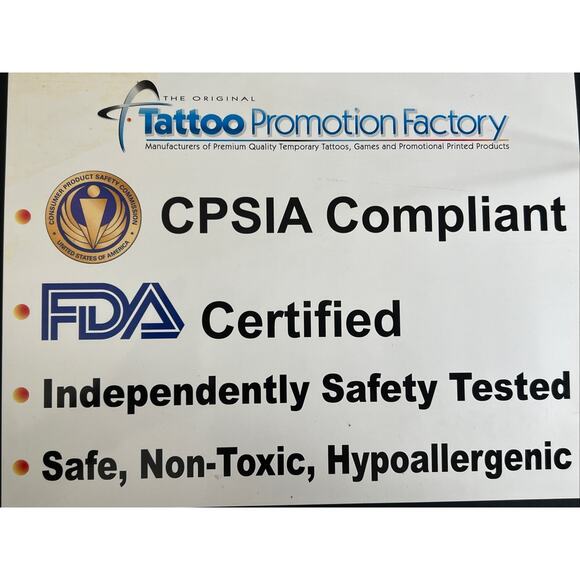 THE ORIGINAL
Tattoo Promotion Factory
Manufacturers of Premium Quality Temporary Tattoos, Games and Promotional Printed Products
CONSUMER PRODUCT SAFETY COMMISSION
UNITED STATES OF AMERICA
CPSIA Compliant
FDA Certified
Independently Safety Tested
Safe, Non-Toxic, Hypoallergenic